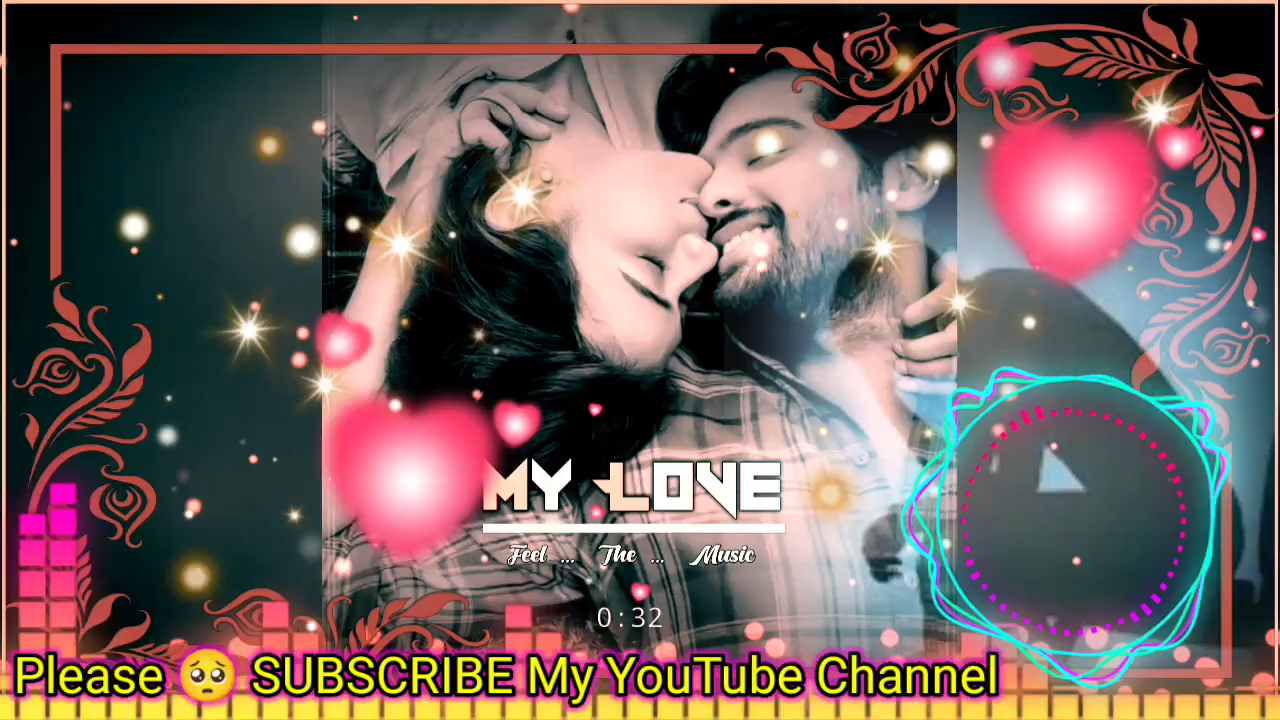 MY LOVE
Feel ... The ... Music
0:32
Please 🥺 SUBSCRIBE My YouTube Channel